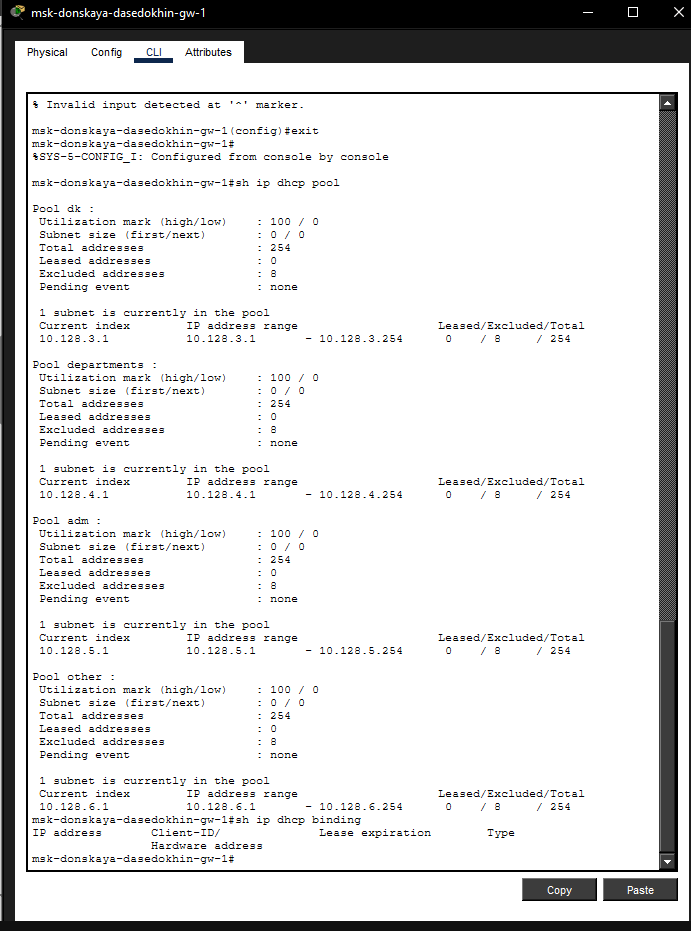 msk-donskaya-dasedokhin-gw-1
Physical Config CLI Attributes
% Invalid input detected at '^' marker.
msk-donskaya-dasedokhin-gw-1(config)#exit
msk-donskaya-dasedokhin-gw-1#
%SYS-5-CONFIG_I: Configured from console by console
msk-donskaya-dasedokhin-gw-1#sh ip dhcp pool
Pool dk :
Utilization mark (high/low) : 100 / 0
Subnet size (first/next) : 0 / 0
Total addresses : 254
Leased addresses : 0
Excluded addresses : 8
Pending event : none
1 subnet is currently in the pool
Current index IP address range Leased/Excluded/Total
10.128.3.1 10.128.3.1 - 10.128.3.254 0 / 8 / 254
Pool departments :
Utilization mark (high/low) : 100 / 0
Subnet size (first/next) : 0 / 0
Total addresses : 254
Leased addresses : 0
Excluded addresses : 8
Pending event : none
1 subnet is currently in the pool
Current index IP address range Leased/Excluded/Total
10.128.4.1 10.128.4.1 - 10.128.4.254 0 / 8 / 254
Pool adm :
Utilization mark (high/low) : 100 / 0
Subnet size (first/next) : 0 / 0
Total addresses : 254
Leased addresses : 0
Excluded addresses : 8
Pending event : none
1 subnet is currently in the pool
Current index IP address range Leased/Excluded/Total
10.128.5.1 10.128.5.1 - 10.128.5.254 0 / 8 / 254
Pool other :
Utilization mark (high/low) : 100 / 0
Subnet size (first/next) : 0 / 0
Total addresses : 254
Leased addresses : 0
Excluded addresses : 8
Pending event : none
1 subnet is currently in the pool
Current index IP address range Leased/Excluded/Total
10.128.6.1 10.128.6.1 - 10.128.6.254 0 / 8 / 254
msk-donskaya-dasedokhin-gw-1#sh ip dhcp binding
IP address Client-ID/ Lease expiration Type
Hardware address
msk-donskaya-dasedokhin-gw-1#
Copy Paste